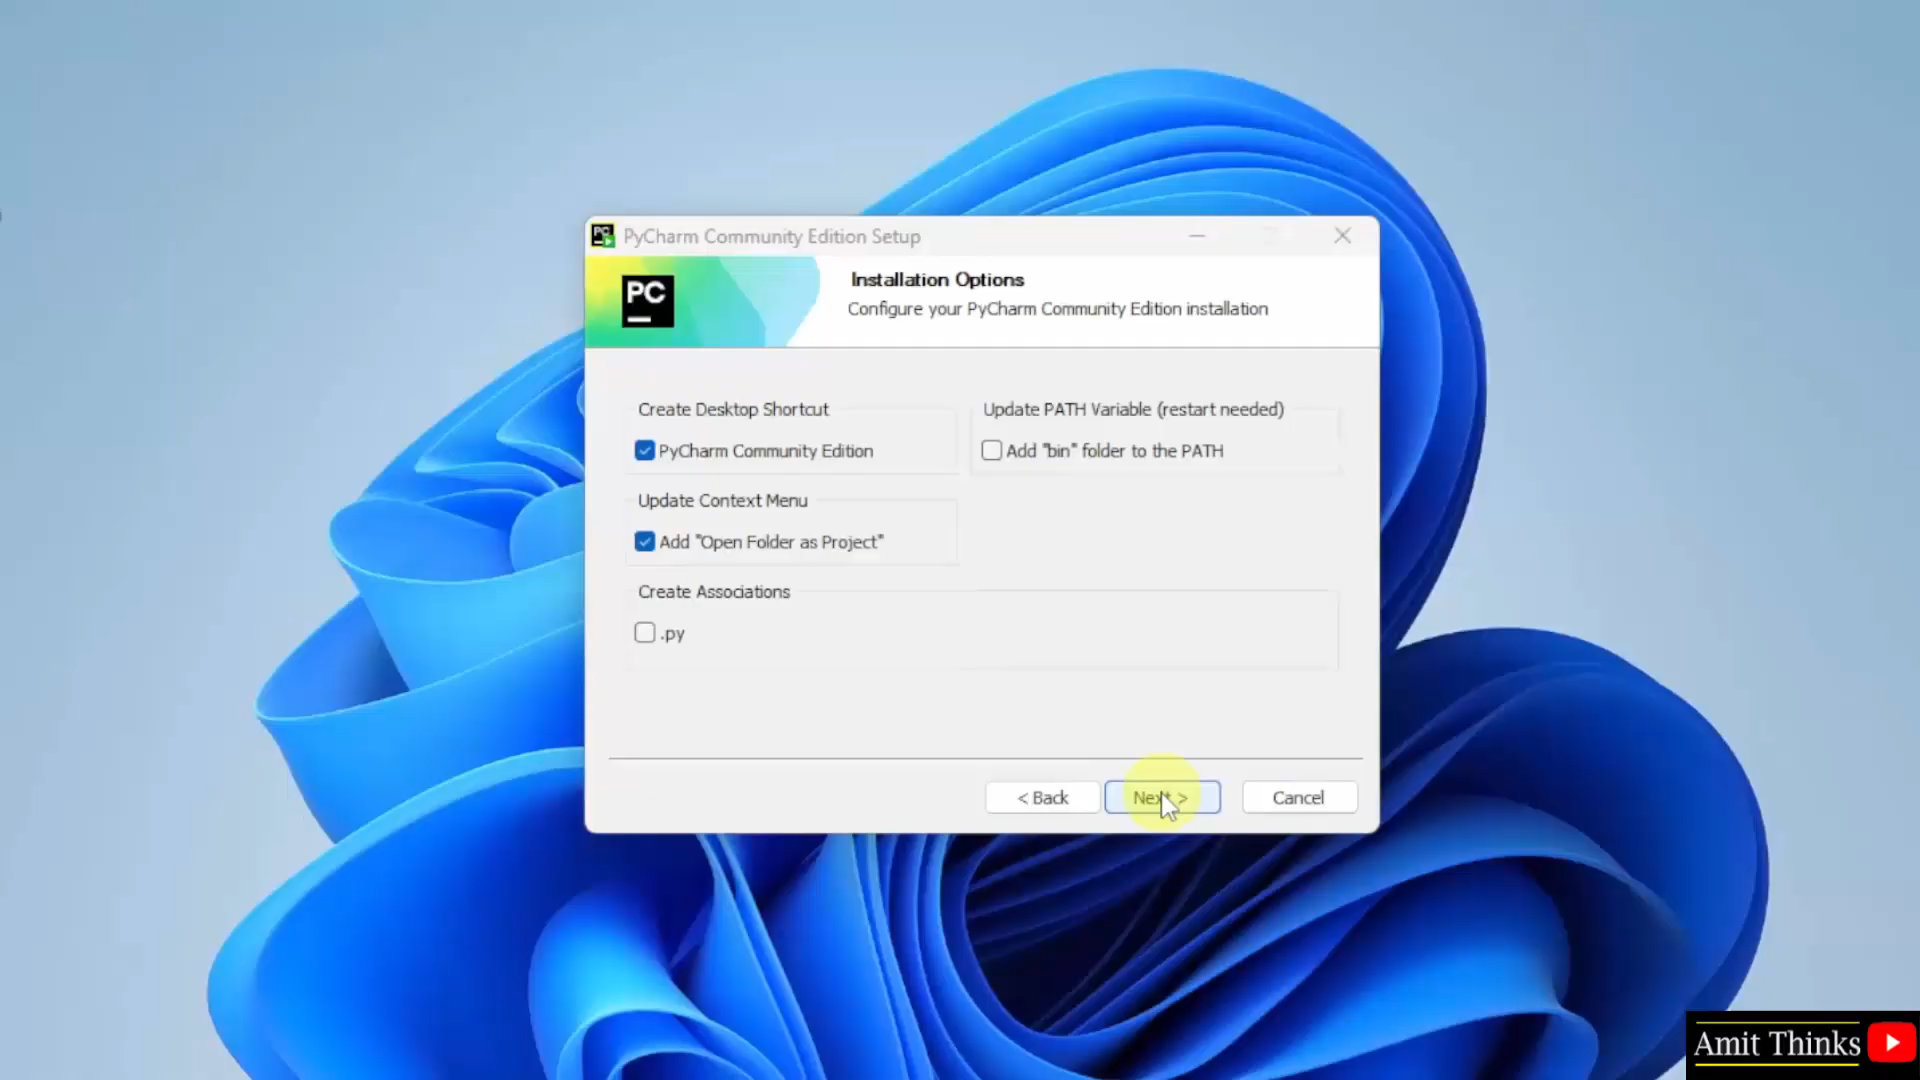 PC
PyCharm Community Edition Setup
PC
Installation Options
Configure your PyCharm Community Edition installation
Create Desktop Shortcut
Update PATH Variable (restart needed)
PyCharm Community Edition
Add "bin" folder to the PATH
Update Context Menu
Add "Open Folder as Project"
Create Associations
.py
< Back
Next >
Cancel
Amit Thinks